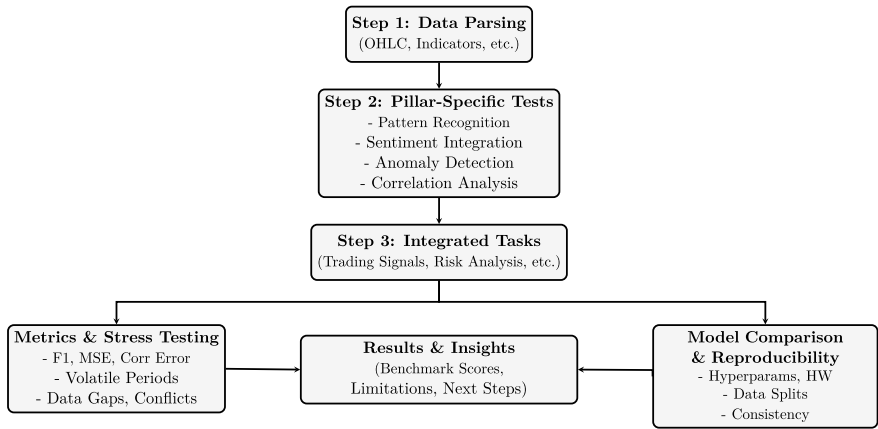 Step 1: Data Parsing
(OHLC, Indicators, etc.)
Step 2: Pillar-Specific Tests
- Pattern Recognition
- Sentiment Integration
- Anomaly Detection
- Correlation Analysis
Step 3: Integrated Tasks
(Trading Signals, Risk Analysis, etc.)
Metrics & Stress Testing
- F1, MSE, Corr Error
- Volatile Periods
- Data Gaps, Conflicts
Results & Insights
(Benchmark Scores,
Limitations, Next Steps)
Model Comparison
& Reproducibility
- Hyperparams, HW
- Data Splits
- Consistency